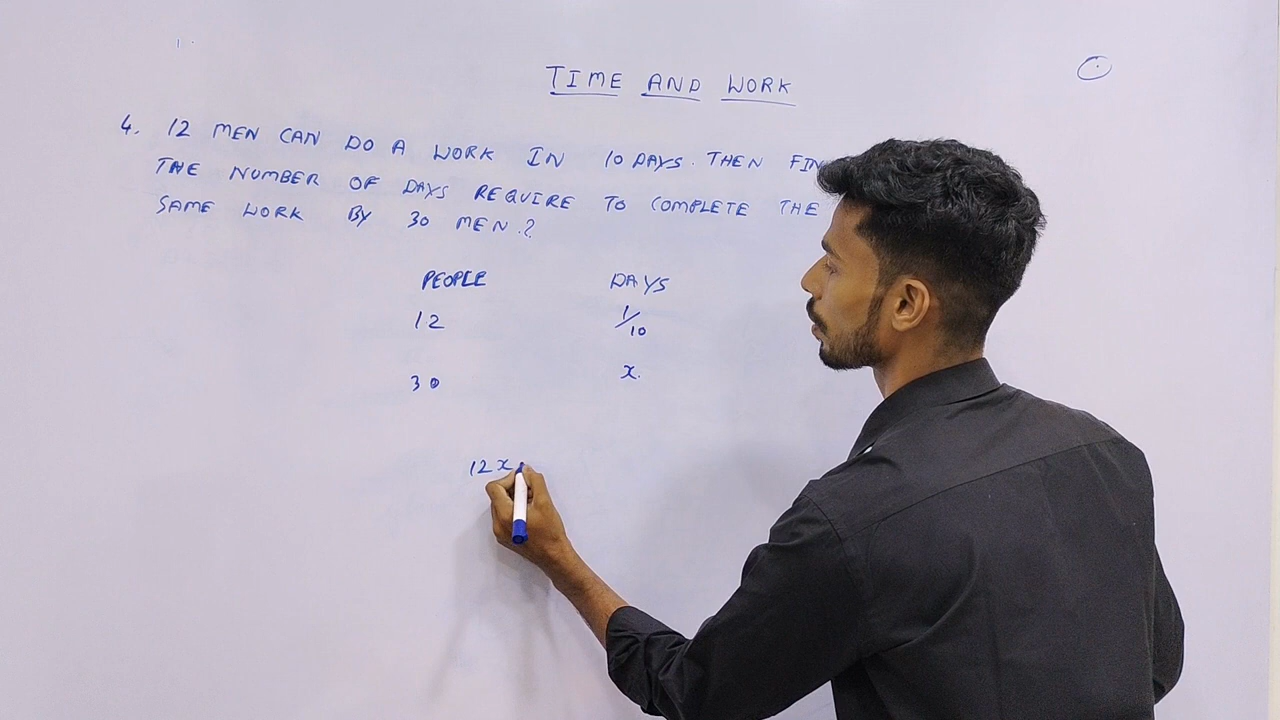 TIME AND WORK
4. 12 MEN CAN DO A WORK IN 10 DAYS. THEN FIN
THE NUMBER OF DAYS REQUIRE TO COMPLETE THE
SAME WORK BY 30 MEN.?
PEOPLE DAYS
12 1/10
30 x.
12 x